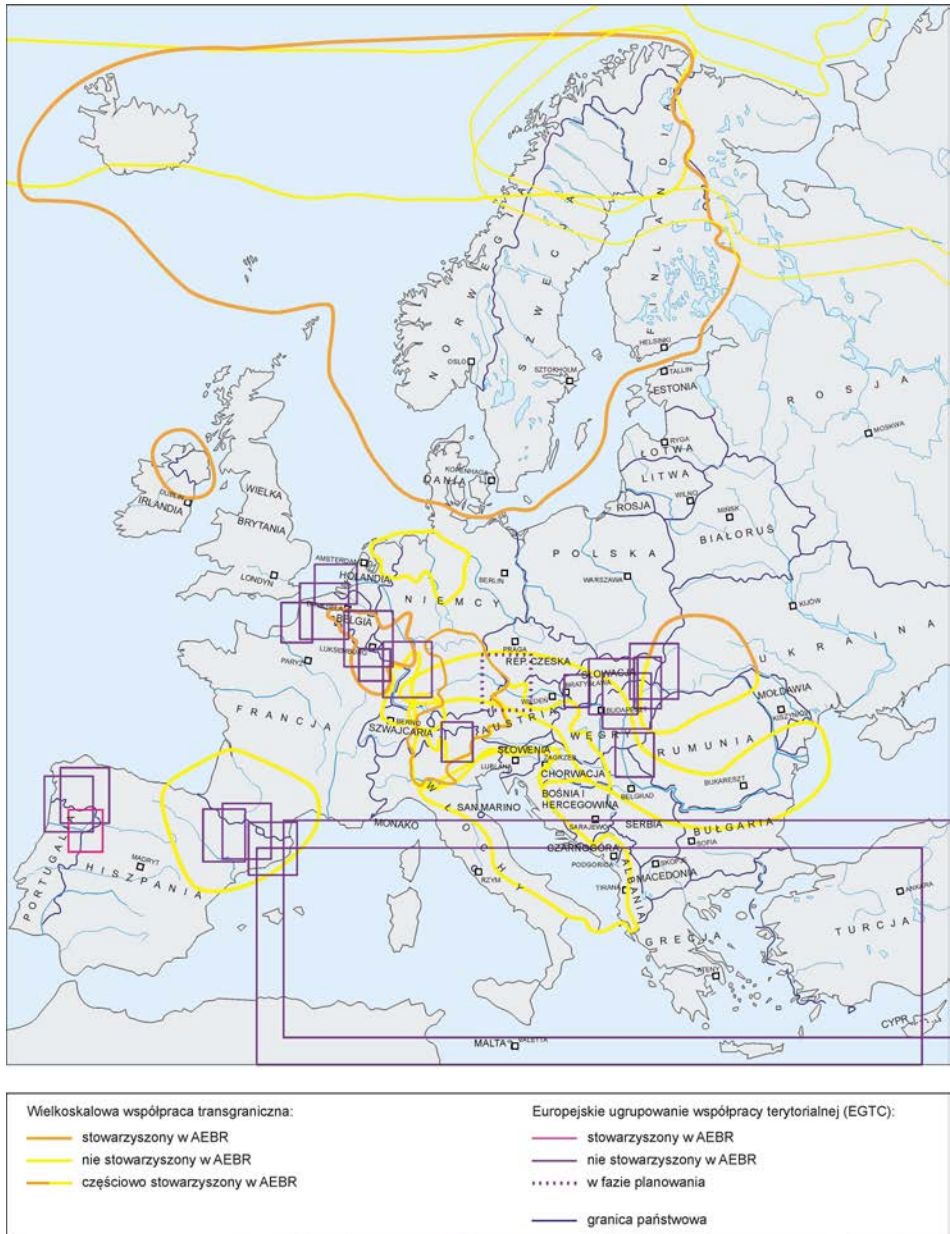 NORWEGIA
SZWECJA
FINLANDIA
HELSINKI
OSLO
SZTOKHOLM
TALLIN
ESTONIA
ROSJA
MOSKWA
RYGA
ŁOTWA
KOPENHAGA
DANIA
LITWA
WILNO
ROSJA
MIŃSK
BIAŁORUŚ
DUBLIN
IRLANDIA
WIELKA
BRYTANIA
LONDYN
AMSTERDAM
HOLANDIA
BERLIN
POLSKA
WARSZAWA
NIEMCY
KIJÓW
BELGIA
LUKSEMBURG
PARYŻ
PRAGA
REP. CZESKA
SŁOWACJA
UKRAINA
BRATYSŁAWA
WIEDEŃ
BUDAPESZT
MOŁDAWIA
KISZYNIÓW
FRANCJA
BERNO
SZWAJCARIA
AUSTRIA
WĘGRY
RUMUNIA
SŁOWENIA
LUBLANA
ZAGRZEB
CHORWACJA
BOŚNIA I
HERCEGOWINA
BELGRAD
BUKARESZT
SAN MARINO
MONAKO
WŁOCHY
SARAJEWO
SERBIA
BUŁGARIA
SOFIA
CZARNOGÓRA
PODGORICA
SKOPJE
MACEDONIA
PORTUGALIA
MADRYT
HISZPANIA
RZYM
TIRANA
ALBANIA
ANKARA
TURCJA
GRECJA
ATENY
CYPR
MALTA
VALETTA
Wielkoskalowa współpraca transgraniczna:
stowarzyszony w AEBR
nie stowarzyszony w AEBR
częściowo stowarzyszony w AEBR
Europejskie ugrupowanie współpracy terytorialnej (EGTC):
stowarzyszony w AEBR
nie stowarzyszony w AEBR
w fazie planowania
granica państwowa